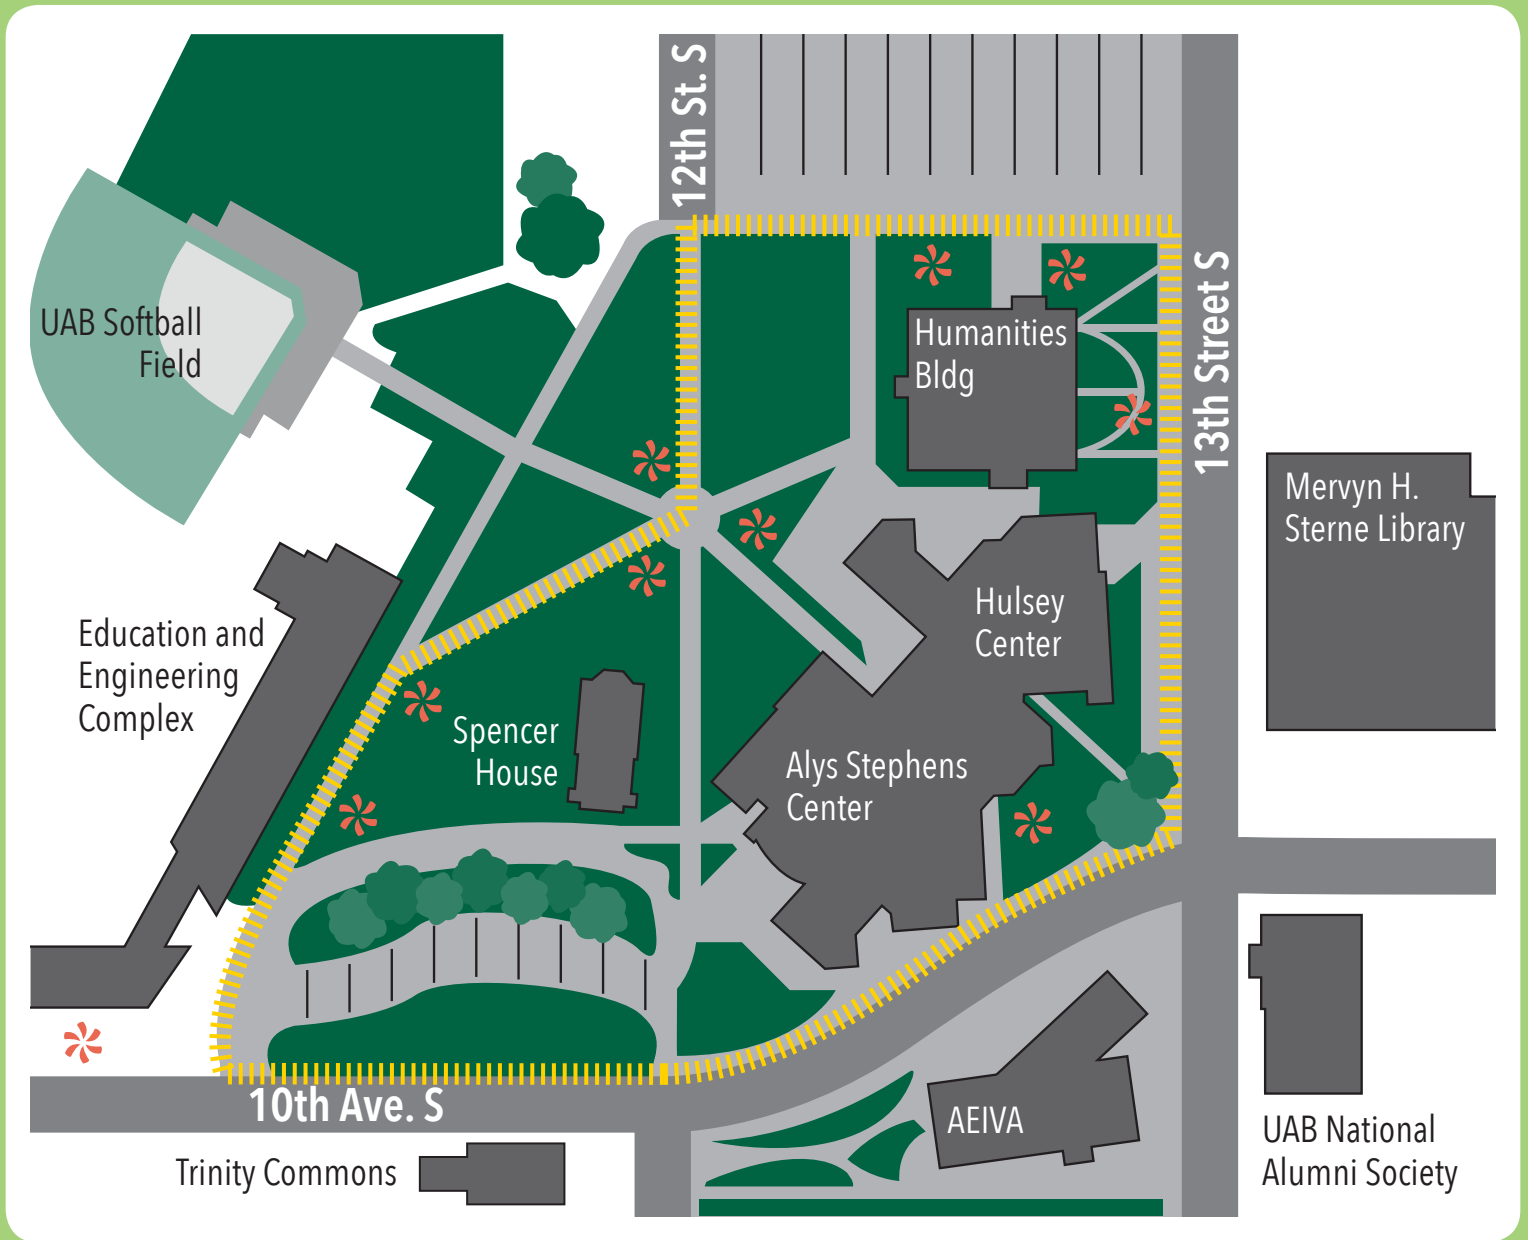 12th St. S
UAB Softball
Field
Humanities
Bldg
13th Street S
Mervyn H.
Sterne Library
Hulsey
Center
Education and
Engineering
Complex
Spencer
House
Alys Stephens
Center
10th Ave. S
AEIVA
UAB National
Alumni Society
Trinity Commons